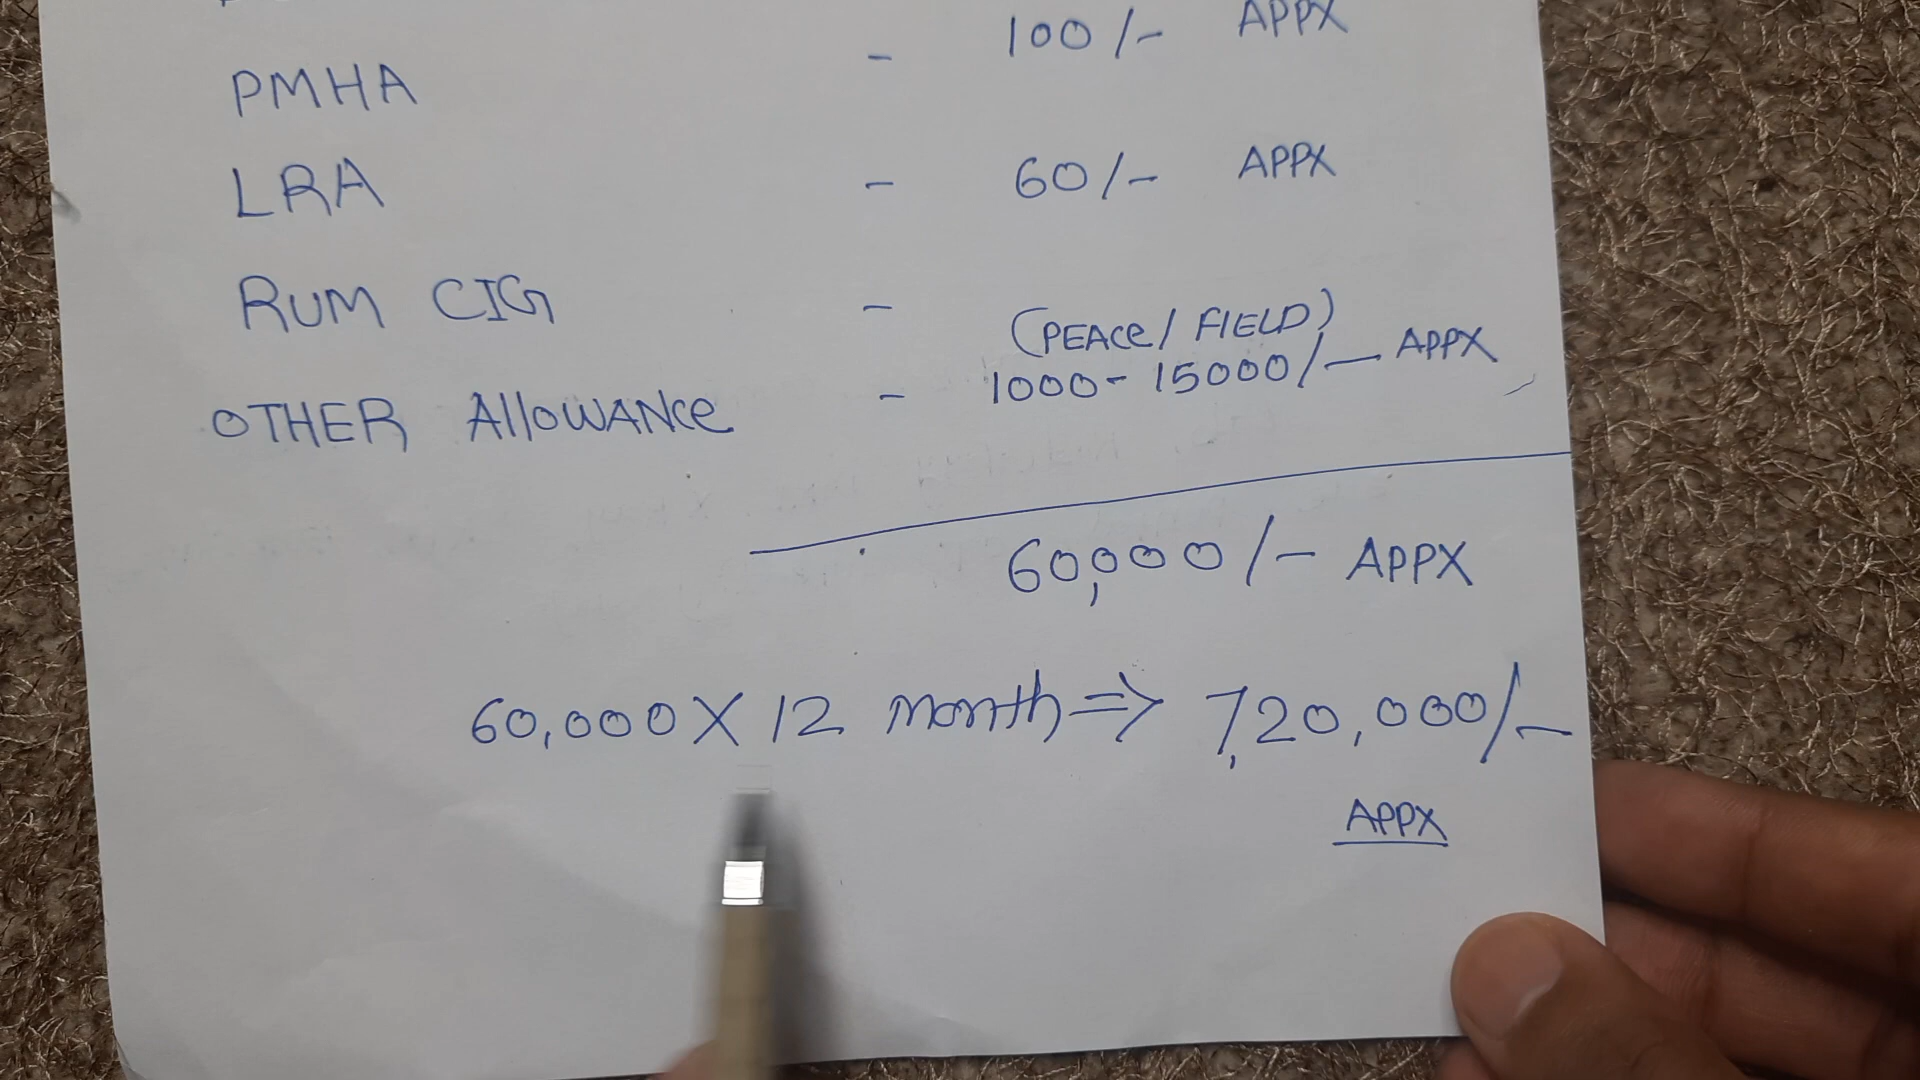 PMHA - 100/- APPX
LRA - 60/- APPX
RUM CIG - (PEACe / FIELD)
OTHER AllOWANCe - 1000 - 15000/- APPX
60,000/- APPX
60,000 X 12 month => 7,20,000/-
APPX